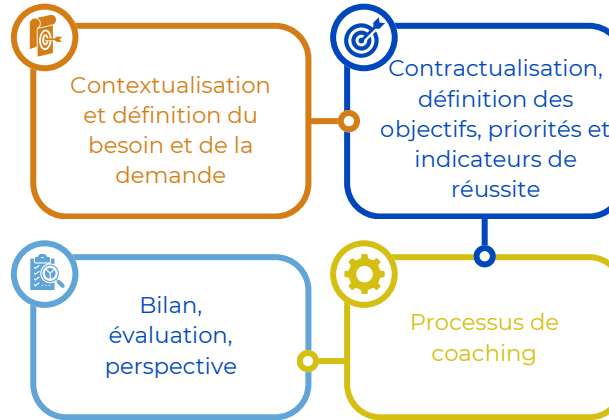 Contextualisation
et définition du
besoin et de la
demande
Contractualisation,
définition des
objectifs, priorités et
indicateurs de
réussite
Bilan,
évaluation,
perspective
Processus de
coaching